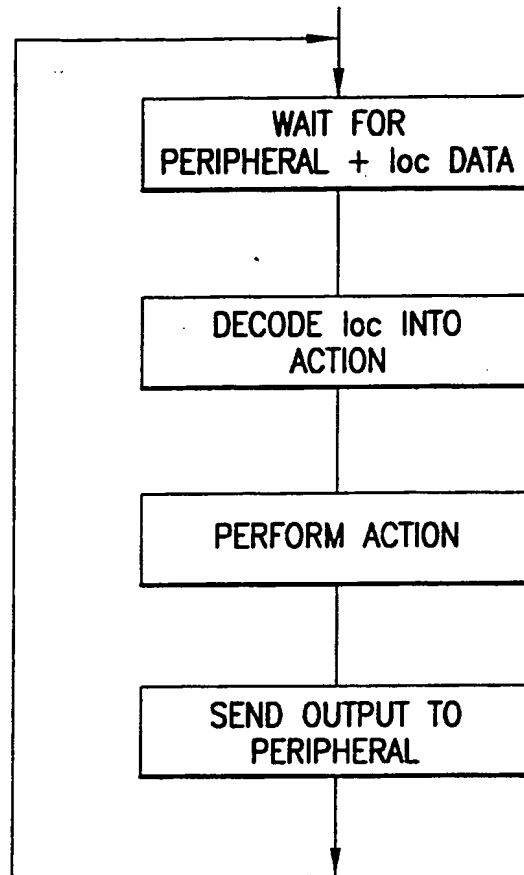 WAIT FOR
PERIPHERAL + loc DATA
DECODE loc INTO
ACTION
PERFORM ACTION
SEND OUTPUT TO
PERIPHERAL